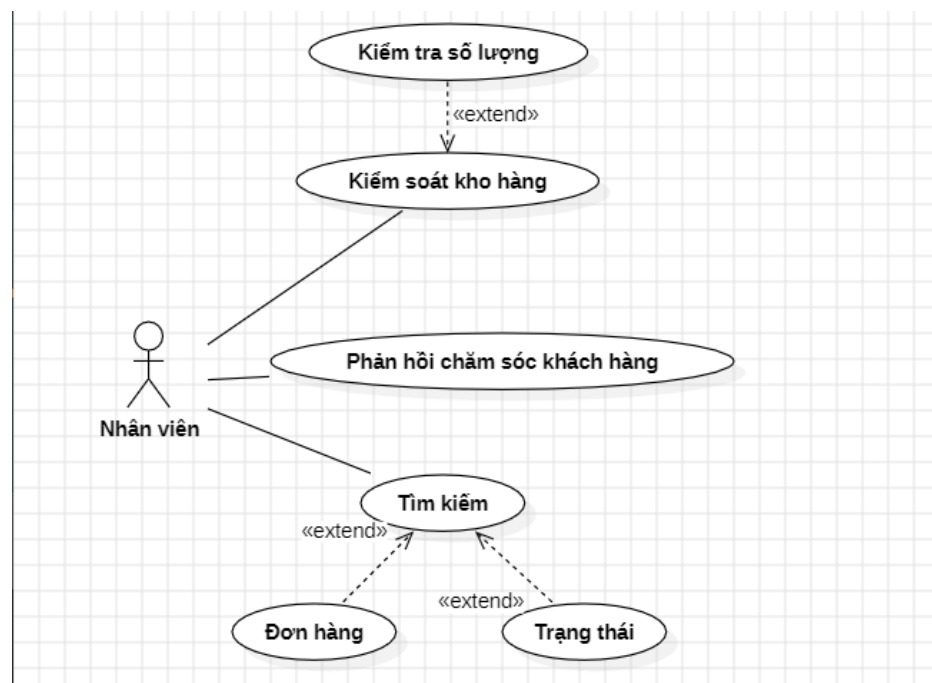 Kiểm tra số lượng
«extend»
Kiểm soát kho hàng
Phản hồi chăm sóc khách hàng
Nhân viên
Tìm kiếm
«extend»
«extend»
Đơn hàng
Trạng thái